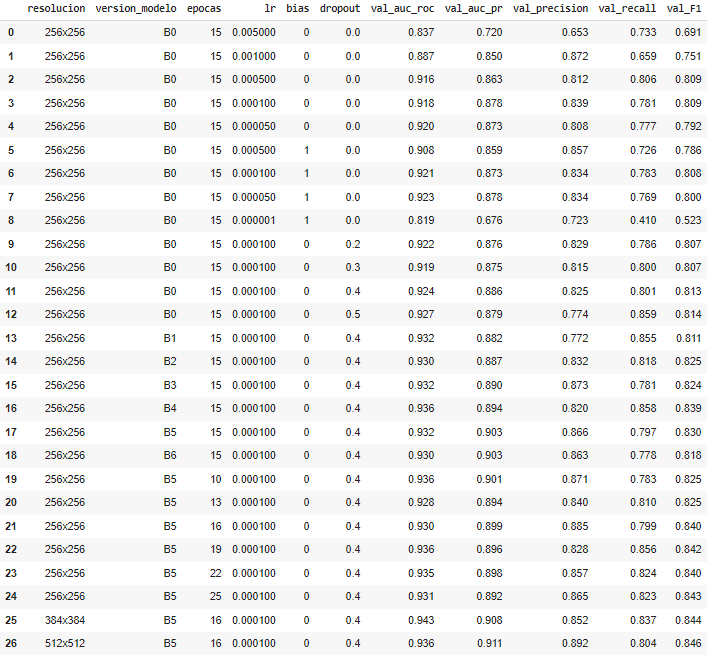 resolucion version_modelo epocas lr bias dropout val_auc_roc val_auc_pr val_precision val_recall val_F1
0 256x256 B0 15 0.005000 0 0.0 0.837 0.720 0.653 0.733 0.691
1 256x256 B0 15 0.001000 0 0.0 0.887 0.850 0.872 0.659 0.751
2 256x256 B0 15 0.000500 0 0.0 0.916 0.863 0.812 0.806 0.809
3 256x256 B0 15 0.000100 0 0.0 0.918 0.878 0.839 0.781 0.809
4 256x256 B0 15 0.000050 0 0.0 0.920 0.873 0.808 0.777 0.792
5 256x256 B0 15 0.000500 1 0.0 0.908 0.859 0.857 0.726 0.786
6 256x256 B0 15 0.000100 1 0.0 0.921 0.873 0.834 0.783 0.808
7 256x256 B0 15 0.000050 1 0.0 0.923 0.878 0.834 0.769 0.800
8 256x256 B0 15 0.000001 1 0.0 0.819 0.676 0.723 0.410 0.523
9 256x256 B0 15 0.000100 0 0.2 0.922 0.876 0.829 0.786 0.807
10 256x256 B0 15 0.000100 0 0.3 0.919 0.875 0.815 0.800 0.807
11 256x256 B0 15 0.000100 0 0.4 0.924 0.886 0.825 0.801 0.813
12 256x256 B0 15 0.000100 0 0.5 0.927 0.879 0.774 0.859 0.814
13 256x256 B1 15 0.000100 0 0.4 0.932 0.882 0.772 0.855 0.811
14 256x256 B2 15 0.000100 0 0.4 0.930 0.887 0.832 0.818 0.825
15 256x256 B3 15 0.000100 0 0.4 0.932 0.890 0.873 0.781 0.824
16 256x256 B4 15 0.000100 0 0.4 0.936 0.894 0.820 0.858 0.839
17 256x256 B5 15 0.000100 0 0.4 0.932 0.903 0.866 0.797 0.830
18 256x256 B6 15 0.000100 0 0.4 0.930 0.903 0.863 0.778 0.818
19 256x256 B5 10 0.000100 0 0.4 0.936 0.901 0.871 0.783 0.825
20 256x256 B5 13 0.000100 0 0.4 0.928 0.894 0.840 0.810 0.825
21 256x256 B5 16 0.000100 0 0.4 0.930 0.899 0.885 0.799 0.840
22 256x256 B5 19 0.000100 0 0.4 0.936 0.896 0.828 0.856 0.842
23 256x256 B5 22 0.000100 0 0.4 0.935 0.898 0.857 0.824 0.840
24 256x256 B5 25 0.000100 0 0.4 0.931 0.892 0.865 0.823 0.843
25 384x384 B5 16 0.000100 0 0.4 0.943 0.908 0.852 0.837 0.844
26 512x512 B5 16 0.000100 0 0.4 0.936 0.911 0.892 0.804 0.846